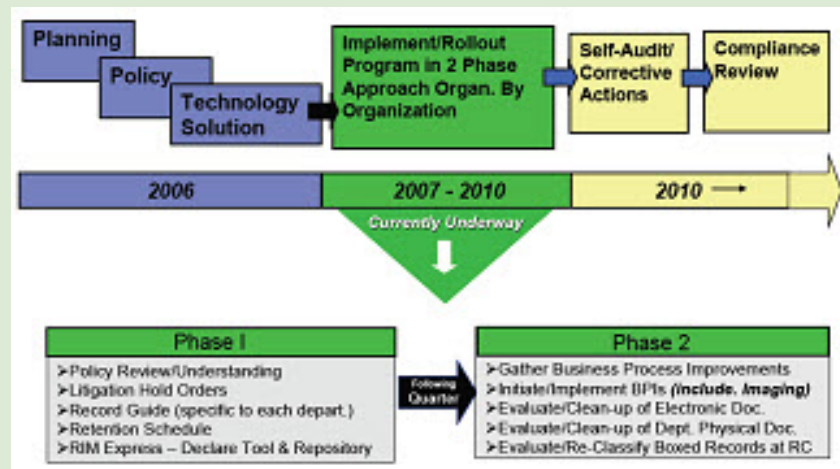 Planning
Policy
Technology
Solution
Implement/Rollout
Program in 2 Phase
Approach Organ. By
Organization
Self-Audit/
Corrective
Actions
Compliance
Review
2006
2007 - 2010
2010
Currently Underway
Phase I
➢Policy Review/Understanding
➢Litigation Hold Orders
➢Record Guide (specific to each depart.)
➢Retention Schedule
➢RIM Express – Declare Tool & Repository
Following
Quarter
Phase 2
➢Gather Business Process Improvements
➢Initiate/Implement BPIs (include. Imaging)
➢Evaluate/Clean-up of Electronic Doc.
➢Evaluate/Clean-up of Dept. Physical Doc.
➢Evaluate/Re-Classify Boxed Records at RC